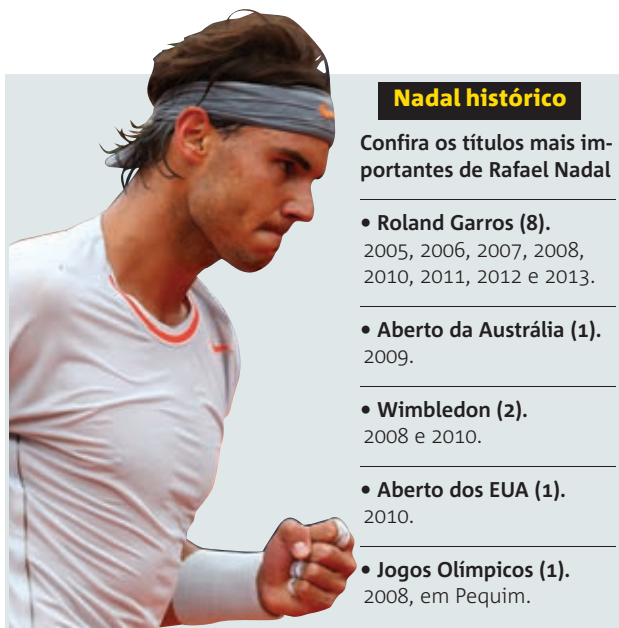 Nadal histórico
Confira os títulos mais im-
portantes de Rafael Nadal
• Roland Garros (8).
2005, 2006, 2007, 2008,
2010, 2011, 2012 e 2013.
• Aberto da Austrália (1).
2009.
• Wimbledon (2).
2008 e 2010.
• Aberto dos EUA (1).
2010.
• Jogos Olímpicos (1).
2008, em Pequim.